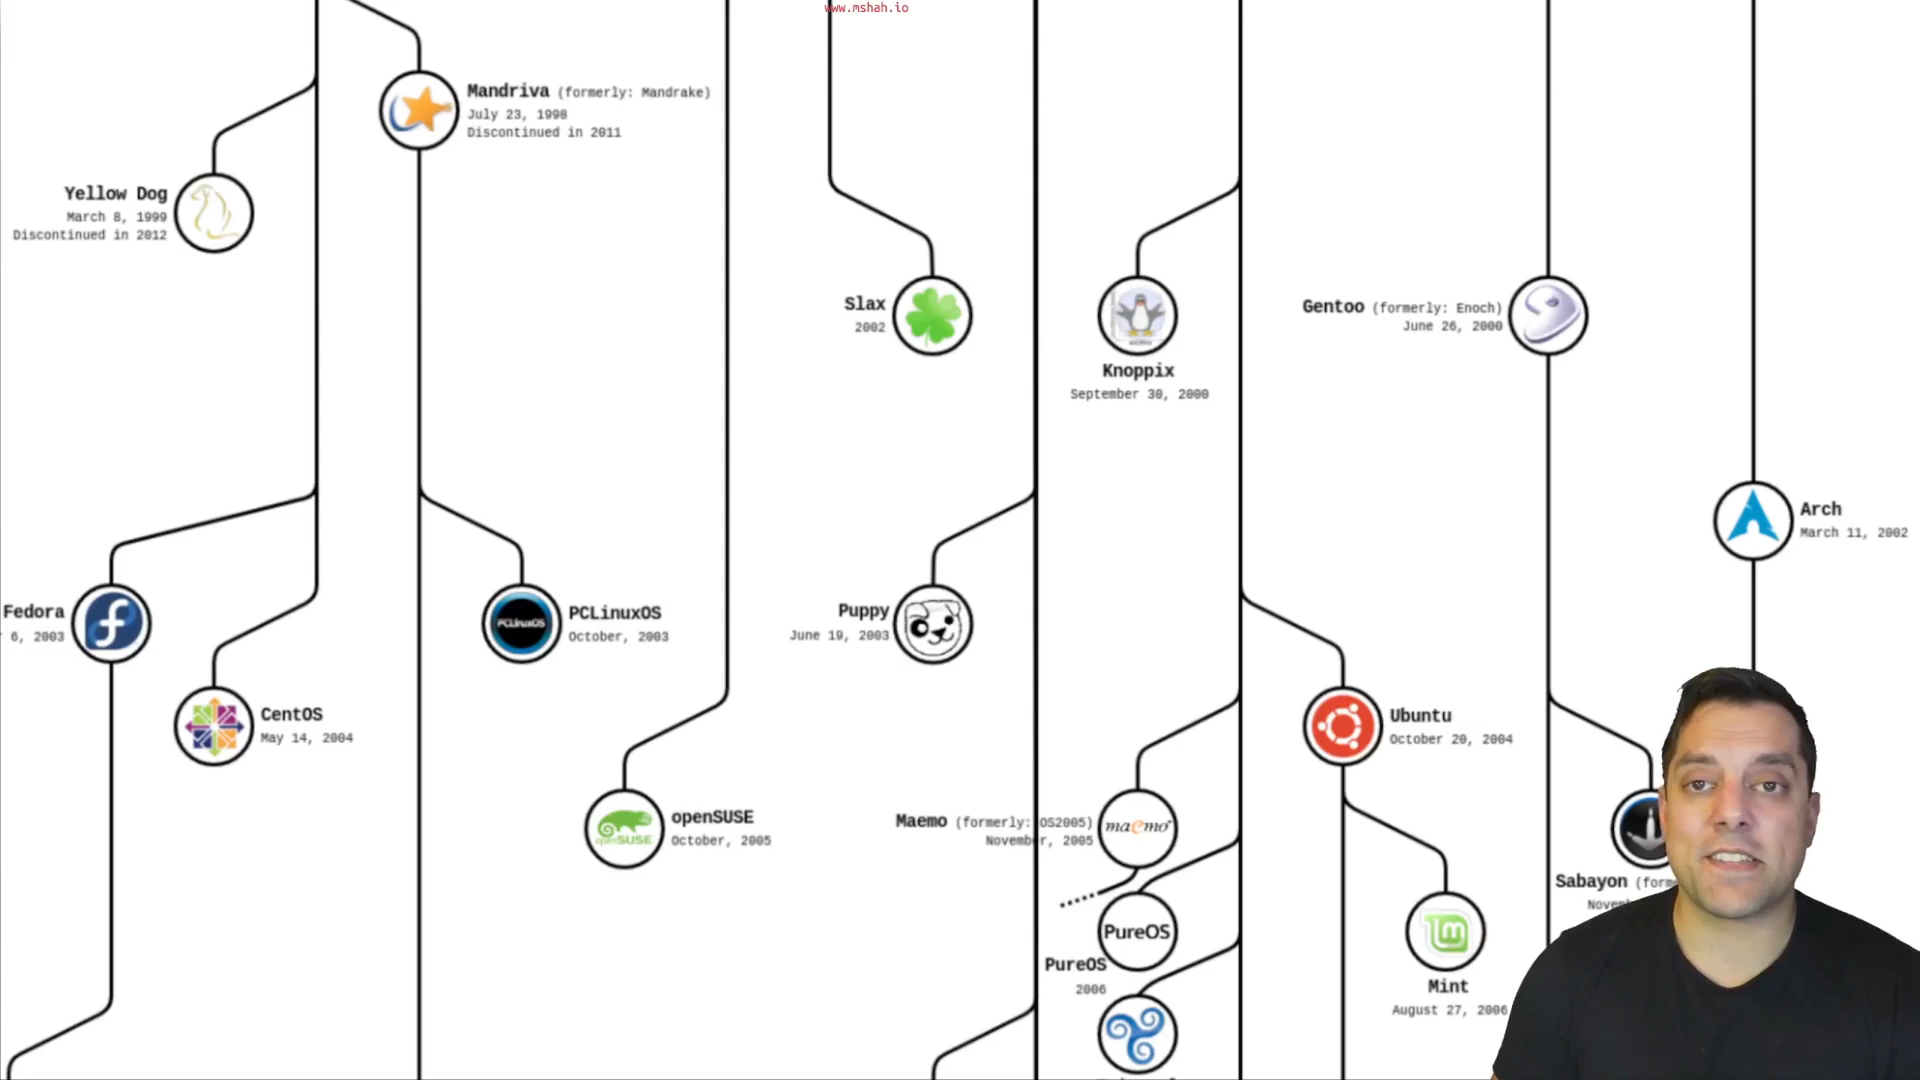 www.mshah.io
Mandriva (formerly: Mandrake)
July 23, 1998
Discontinued in 2011
Yellow Dog
March 8, 1999
Discontinued in 2012
Slax
2002
Knoppix
September 30, 2000
Gentoo (formerly: Enoch)
June 26, 2000
Arch
March 11, 2002
Fedora
6, 2003
PCLinuxOS
PCLinuxOS
October, 2003
Puppy
June 19, 2003
CentOS
May 14, 2004
Ubuntu
October 20, 2004
openSUSE
openSUSE
October, 2005
Maemo (formerly: OS2005)
November, 2005
maemo
Sabayon
PureOS
PureOS
2006
Mint
August 27, 2006